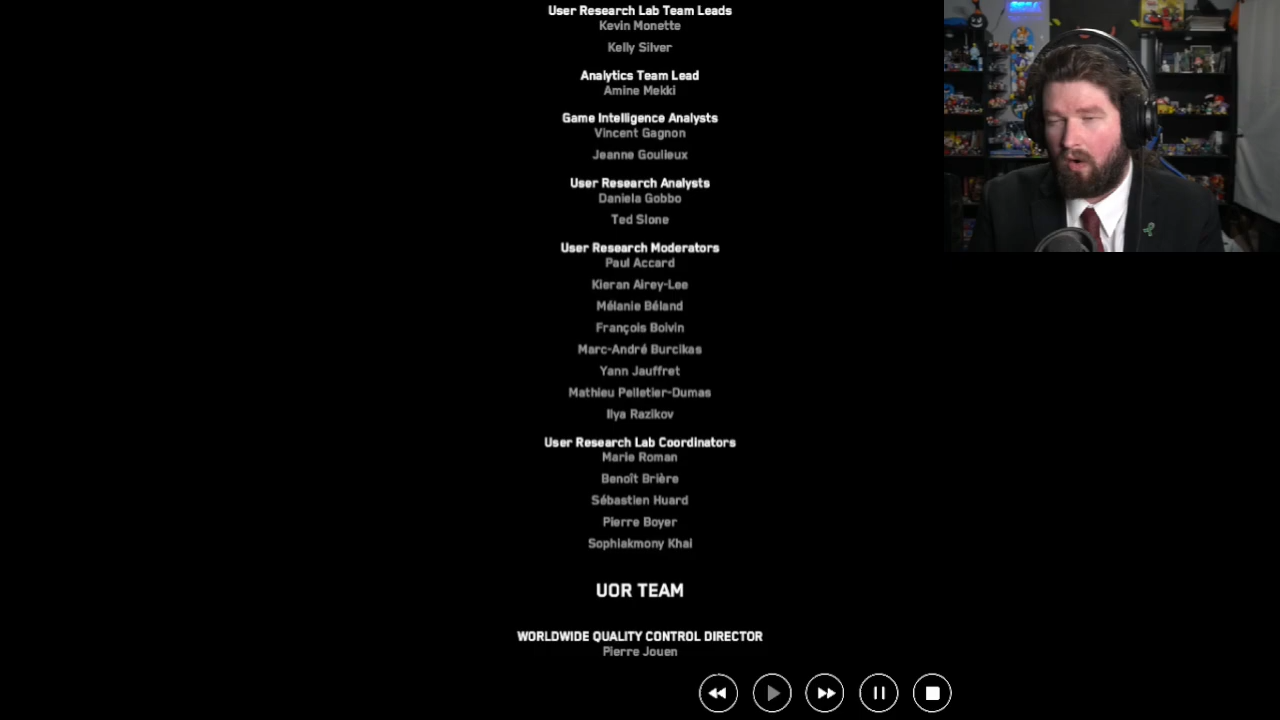 SEGA
User Research Lab Team Leads
Kevin Monette
Kelly Silver
Analytics Team Lead
Amine Mekki
Game Intelligence Analysts
Vincent Gagnon
Jeanne Goulieux
User Research Analysts
Daniela Gobbo
Ted Slone
User Research Moderators
Paul Accard
Kieran Airey-Lee
Mélanie Béland
François Boivin
Marc-André Burcikas
Yann Jauffret
Mathieu Pelletier-Dumas
Ilya Razikov
User Research Lab Coordinators
Marie Roman
Benoît Brière
Sébastien Huard
Pierre Boyer
Sophiakmony Khai
UOR TEAM
WORLDWIDE QUALITY CONTROL DIRECTOR
Pierre Jouen